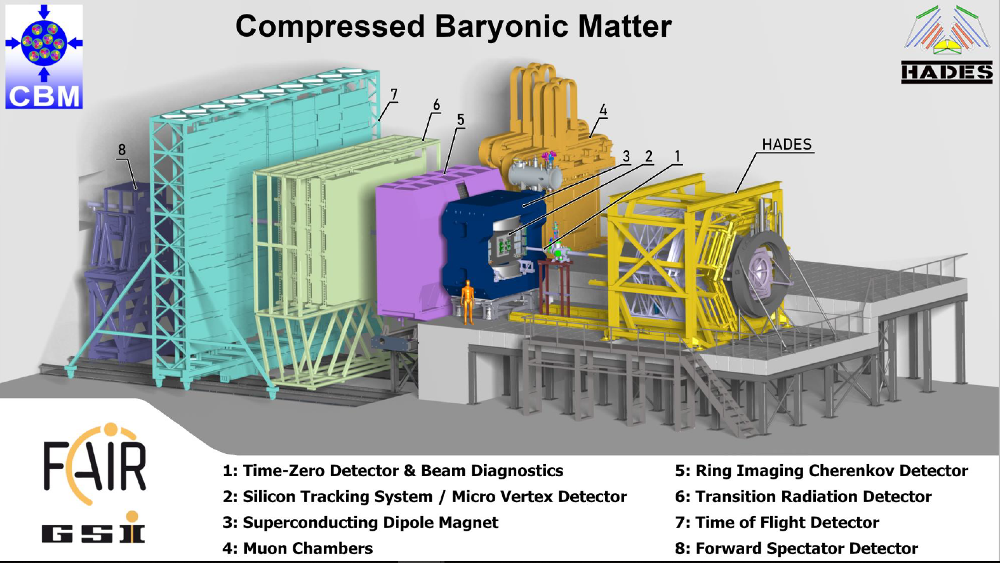 Compressed Baryonic Matter
CBM
HADES
7
6
5
4
8
3
2
1
HADES
FAIR
GSI
1: Time-Zero Detector & Beam Diagnostics
2: Silicon Tracking System / Micro Vertex Detector
3: Superconducting Dipole Magnet
4: Muon Chambers
5: Ring Imaging Cherenkov Detector
6: Transition Radiation Detector
7: Time of Flight Detector
8: Forward Spectator Detector